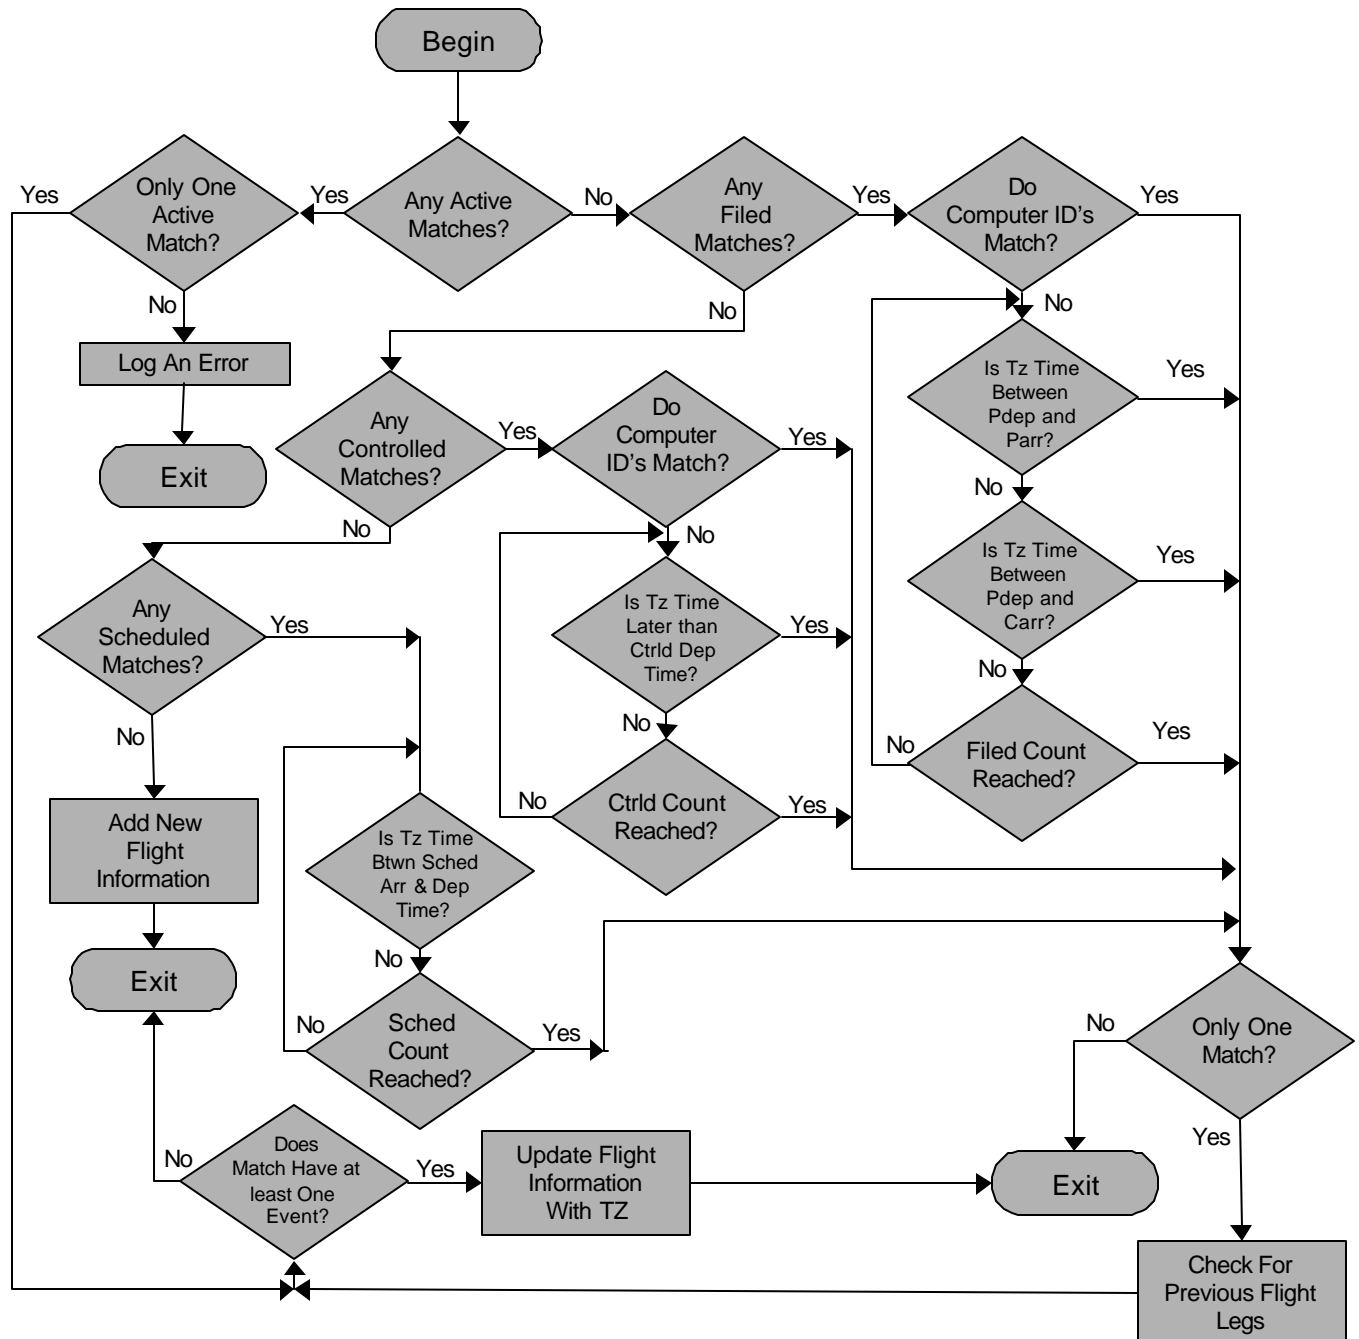 Begin
Yes
Only One
Active
Match?
Yes
Any Active
Matches?
No
Any
Filed
Matches?
Yes
Do
Computer ID's
Match?
Yes
No
Log An Error
Exit
No
No
Is Tz Time
Between
Pdep and
Parr?
Yes
No
Is Tz Time
Between
Pdep and
Carr?
Yes
No
Filed Count
Reached?
Yes
No
Any
Controlled
Matches?
Yes
Do
Computer
ID's Match?
Yes
No
No
Is Tz Time
Later than
Ctrld Dep
Time?
Yes
No
Ctrld Count
Reached?
Yes
No
Any
Scheduled
Matches?
Yes
No
Add New
Flight
Information
Exit
Is Tz Time
Btwn Sched
Arr & Dep
Time?
No
Sched
Count
Reached?
No
Yes
Only One
Match?
No
Yes
Does
Match Have at
least One
Event?
No
Yes
Update Flight
Information
With TZ
Exit
Check For
Previous Flight
Legs